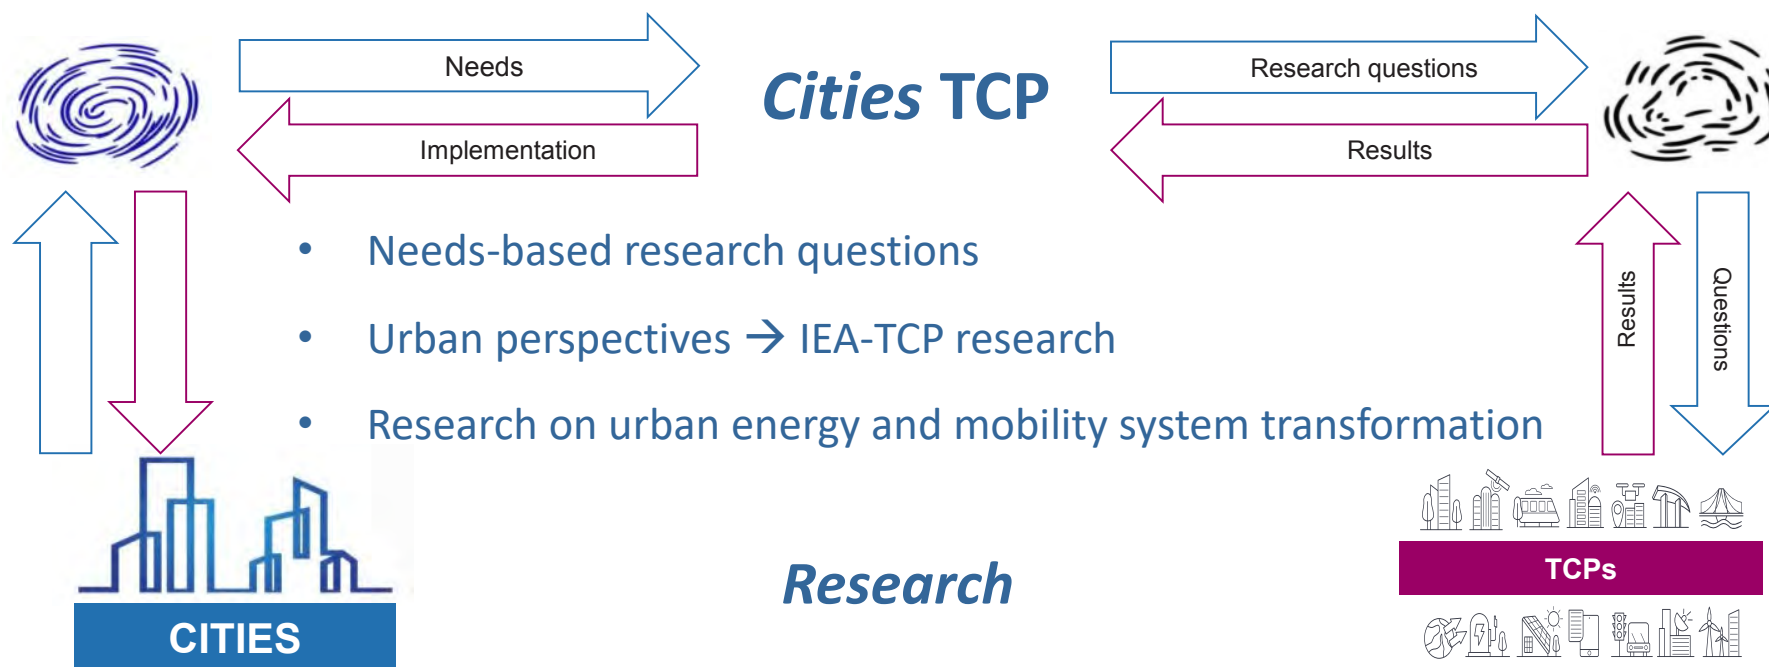 Needs
Cities TCP
Research questions
Implementation
Results
• Needs-based research questions
• Urban perspectives → IEA-TCP research
• Research on urban energy and mobility system transformation
Results
Questions
Research
CITIES
TCPs